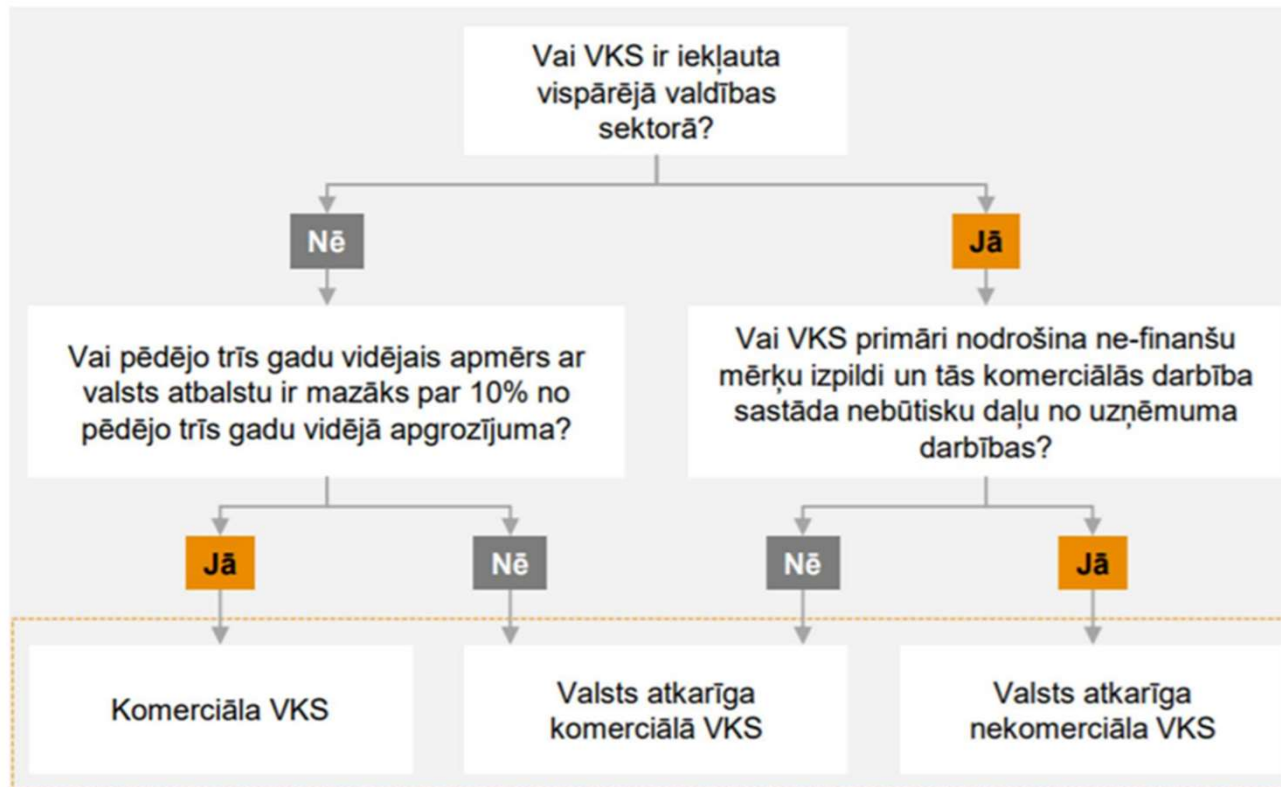 Vai VKS ir iekļauta
vispārējā valdības
sektorā?
Nē
Jā
Vai pēdējo trīs gadu vidējais apmērs ar
valsts atbalstu ir mazāks par 10% no
pēdējo trīs gadu vidējā apgrozījuma?
Vai VKS primāri nodrošina ne-finanšu
mērķu izpildi un tās komerciālās darbība
sastāda nebūtisku daļu no uzņēmuma
darbības?
Jā
Nē
Nē
Jā
Komerciāla VKS
Valsts atkarīga
komerciālā VKS
Valsts atkarīga
nekomerciāla VKS